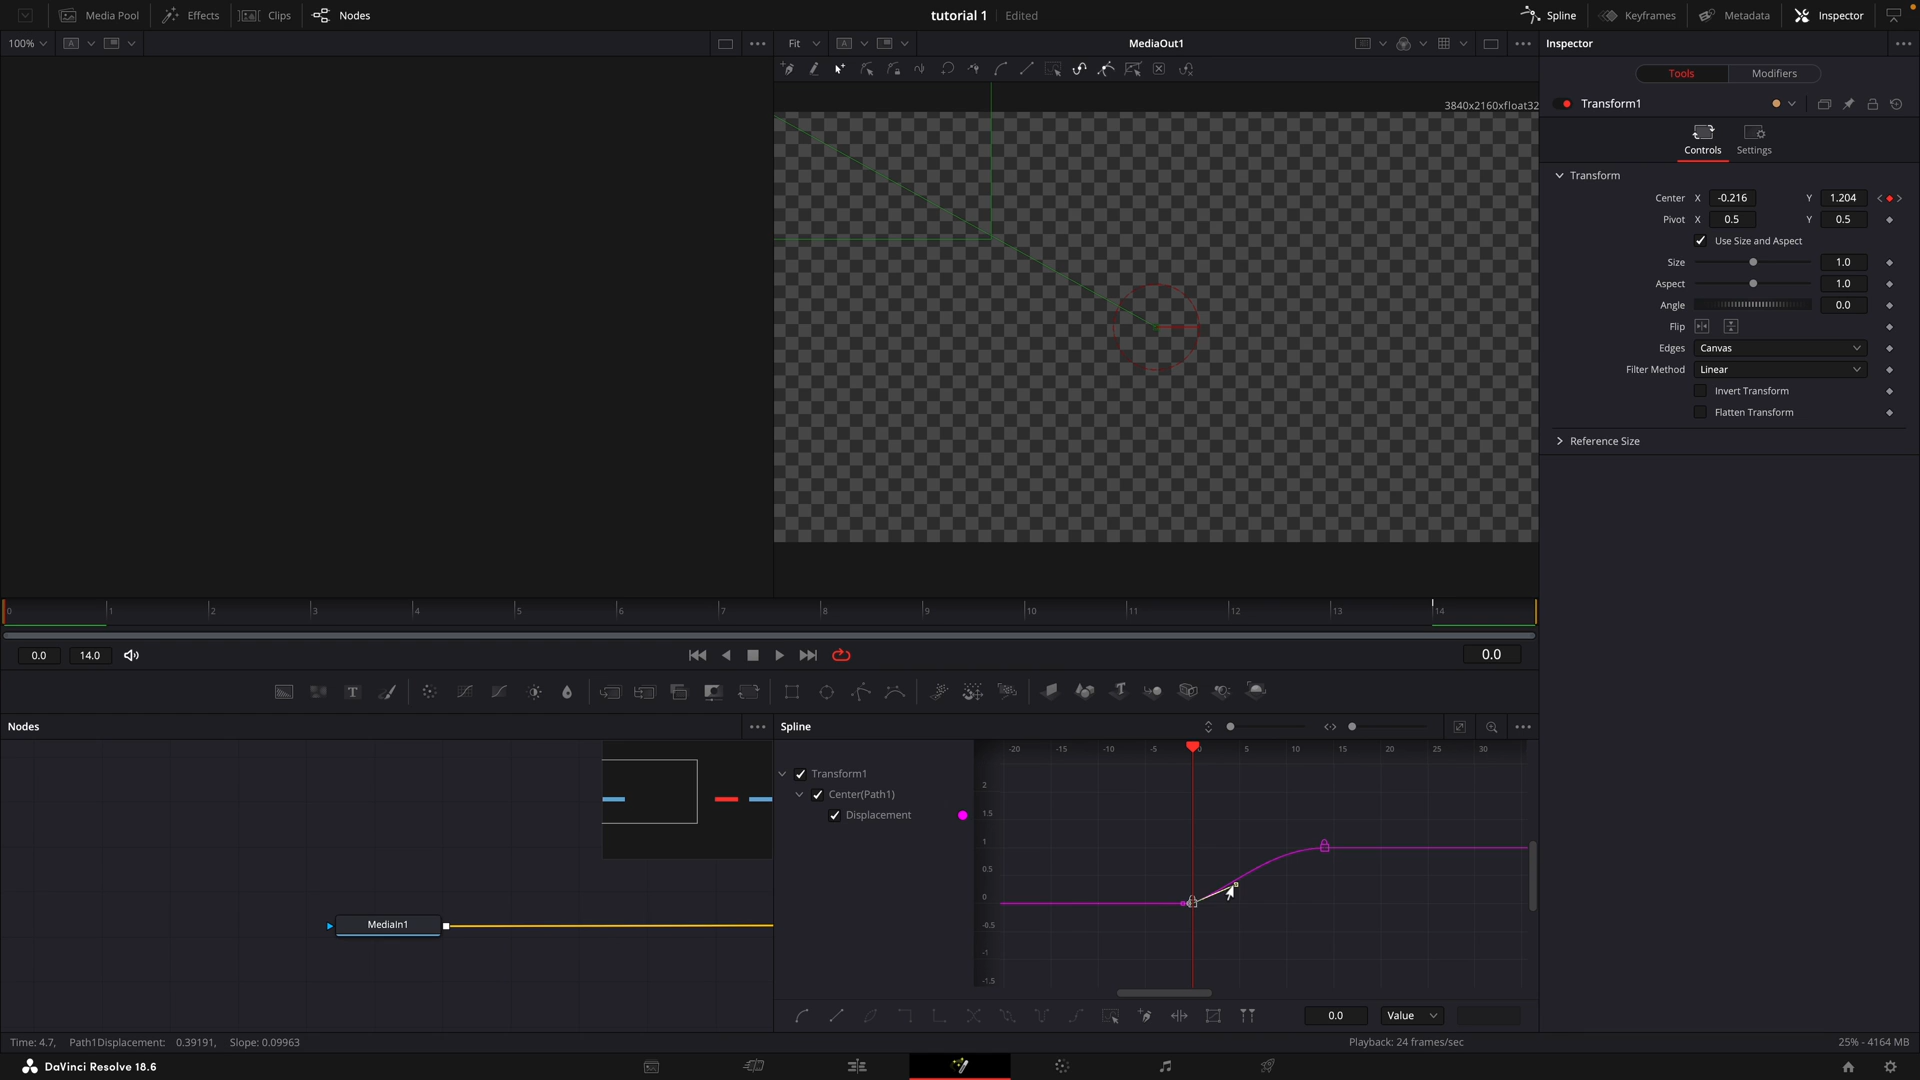 Media Pool Effects Clips Nodes tutorial 1 Edited Spline Keyframes Metadata Inspector
100% A Fit A MediaOut1 Inspector
Tools Modifiers
3840x2160xfloat32 Transform1
Controls Settings
Transform
Center X -0.216 Y 1.204
Pivot X 0.5 Y 0.5
Use Size and Aspect
Size 1.0
Aspect 1.0
Angle 0.0
Flip
Edges Canvas
Filter Method Linear
Invert Transform
Flatten Transform
Reference Size
0 1 2 3 4 5 6 7 8 9 10 11 12 13 14
0.0 14.0 0.0
Nodes Spline
-20 -15 -10 -5 0 5 10 15 20 25 30
Transform1
Center(Path1)
Displacement
2
1.5
1
0.5
0
-0.5
-1
-1.5
MediaIn1
0.0 Value
Time: 4.7, Path1Displacement: 0.39191, Slope: 0.09963 Playback: 24 frames/sec 25% - 4164 MB
DaVinci Resolve 18.6